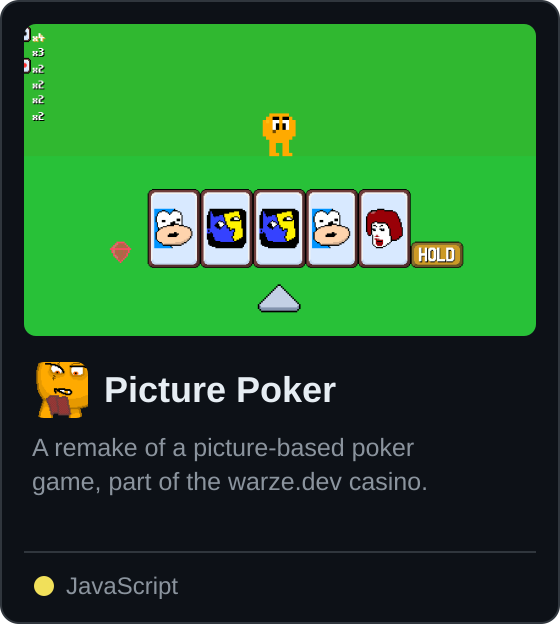 x4
x3
x2
x2
x2
x2
HOLD
Picture Poker
A remake of a picture-based poker
game, part of the warze.dev casino.
JavaScript